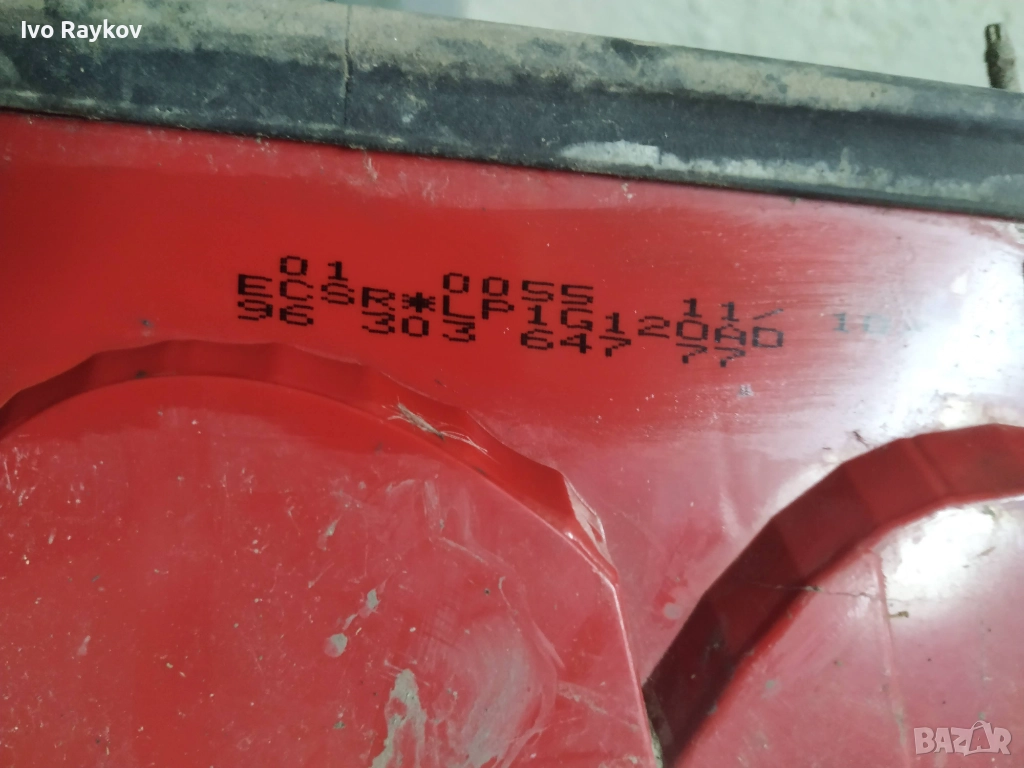 Ivo Raykov
01 0055 11/
ECSR*LP1G120AD
96 303 647 77
BAZAR